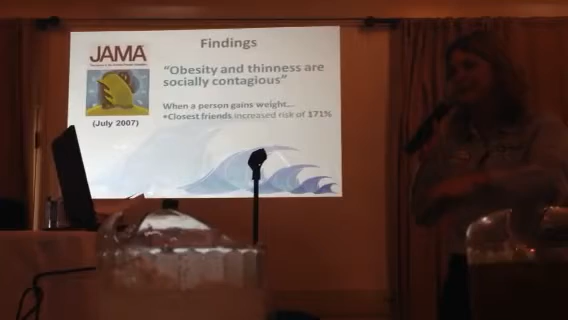 Findings
JAMA
"Obesity and thinness are
socially contagious"
When a person gains weight...
•Closest friends increased risk of 171%
(July 2007)